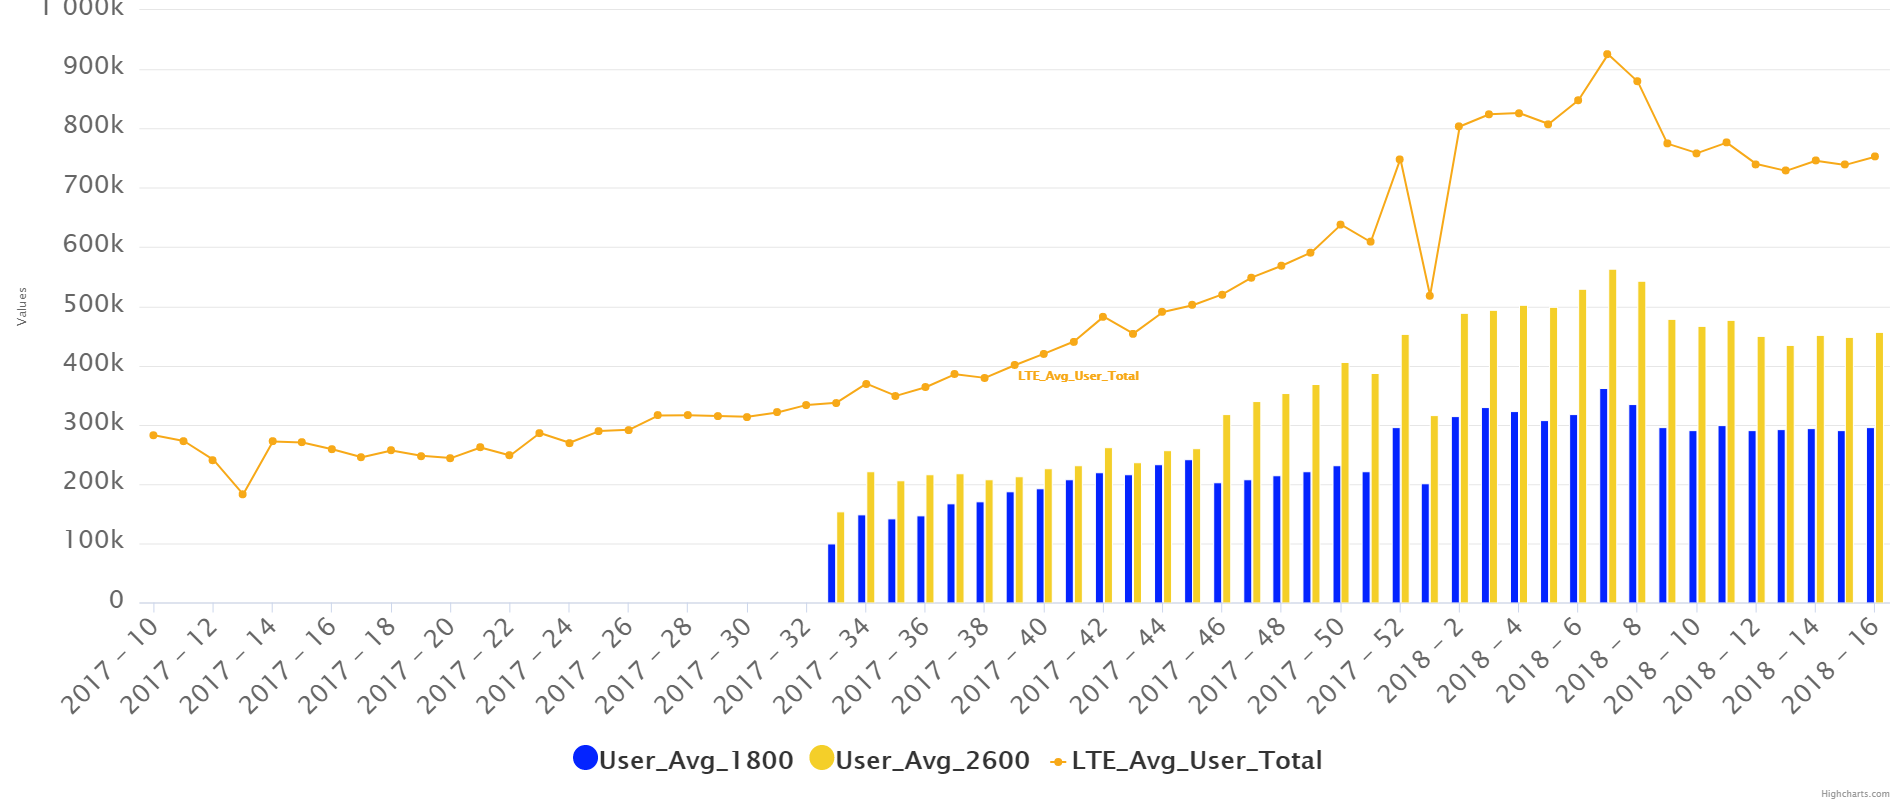 1 000k
900k
800k
700k
600k
500k
400k
300k
200k
100k
0
Values
LTE_Avg_User_Total
2017 – 10
2017 – 12
2017 – 14
2017 – 16
2017 – 18
2017 – 20
2017 – 22
2017 – 24
2017 – 26
2017 – 28
2017 – 30
2017 – 32
2017 – 34
2017 – 36
2017 – 38
2017 – 40
2017 – 42
2017 – 44
2017 – 46
2017 – 48
2017 – 50
2017 – 52
2018 – 2
2018 – 4
2018 – 6
2018 – 8
2018 – 10
2018 – 12
2018 – 14
2018 – 16
User_Avg_1800 User_Avg_2600 LTE_Avg_User_Total
Highcharts.com